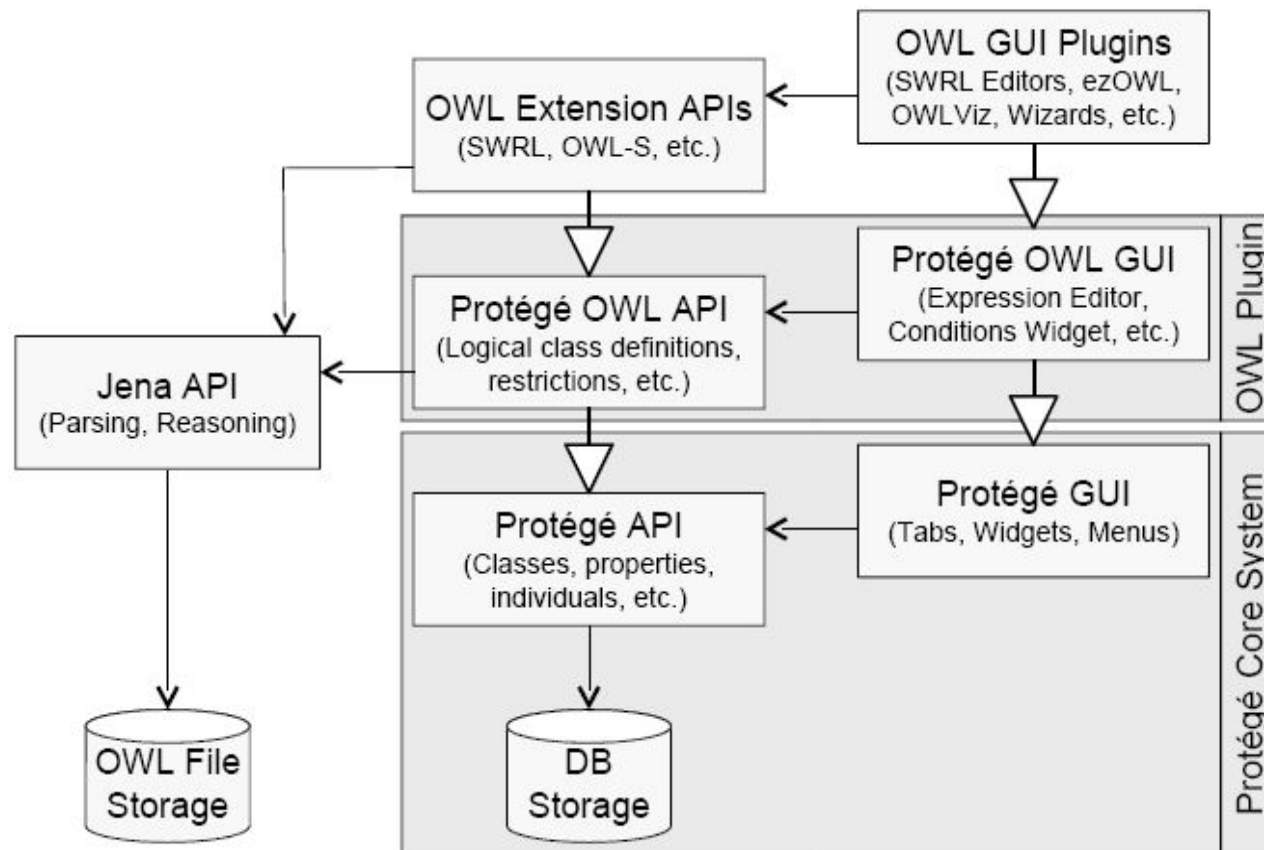 OWL GUI Plugins
(SWRL Editors, ezOWL,
OWLViz, Wizards, etc.)
OWL Extension APIs
(SWRL, OWL-S, etc.)
OWL Plugin
Protégé OWL GUI
(Expression Editor,
Conditions Widget, etc.)
Protégé OWL API
(Logical class definitions,
restrictions, etc.)
Jena API
(Parsing, Reasoning)
Protégé Core System
Protégé GUI
(Tabs, Widgets, Menus)
Protégé API
(Classes, properties,
individuals, etc.)
OWL File
Storage
DB
Storage